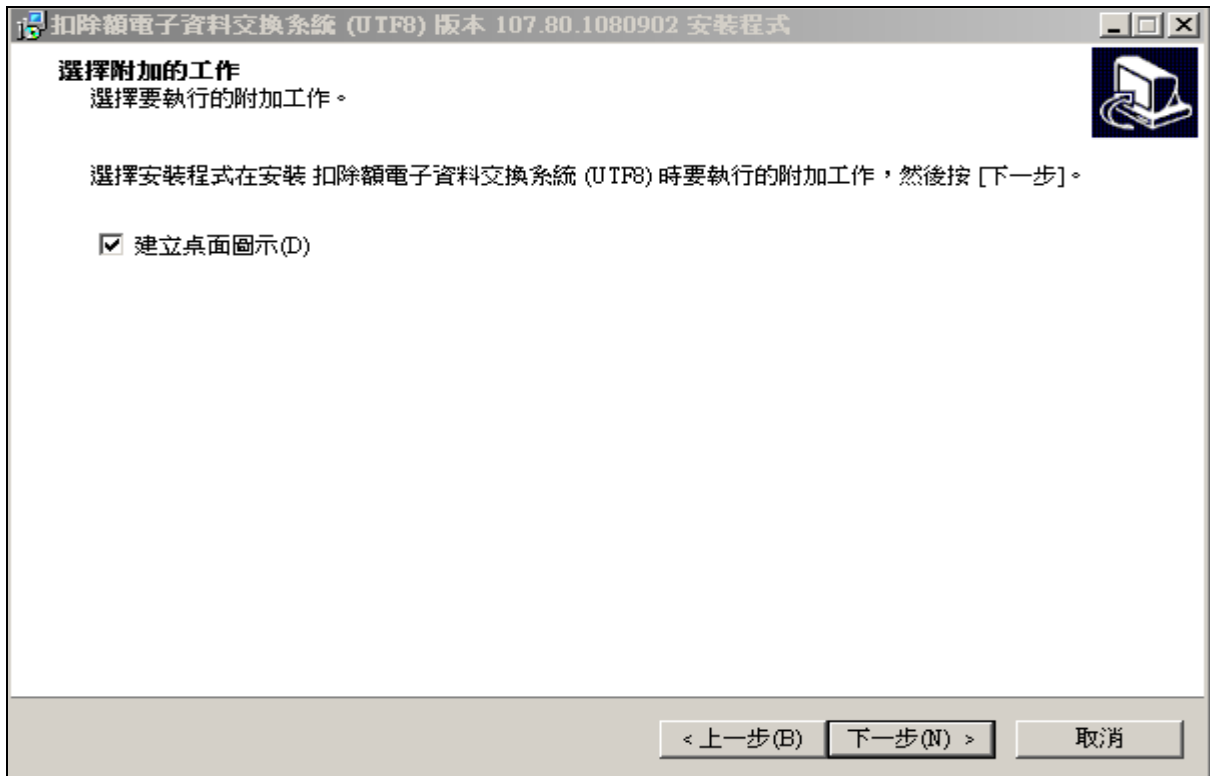 扣除額電子資料交換系統 (UTF8) 版本 107.80.1080902 安裝程式
選擇附加的工作
選擇要執行的附加工作。
選擇安裝程式在安裝 扣除額電子資料交換系統 (UTF8) 時要執行的附加工作，然後按 [下一步]。
建立桌面圖示(D)
< 上一步(B) 下一步(N) > 取消